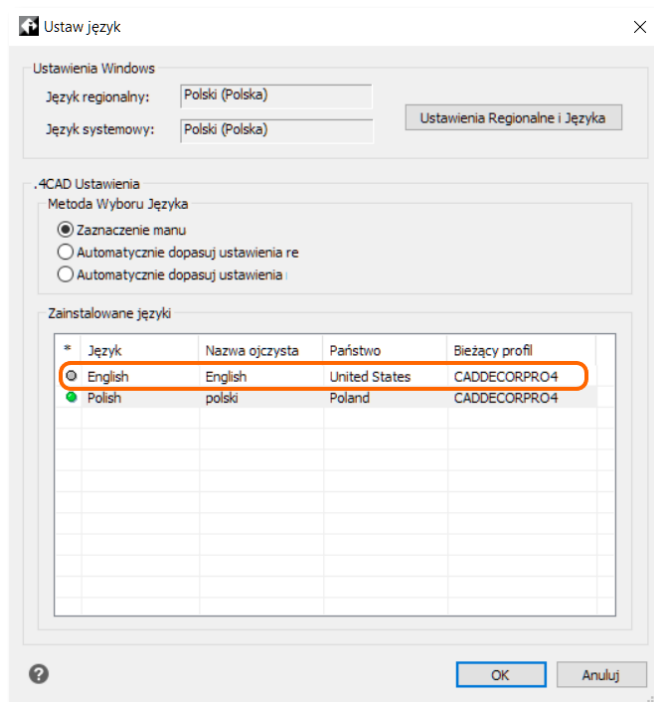 Ustaw język
Ustawienia Windows
Język regionalny: Polski (Polska)
Język systemowy: Polski (Polska)
Ustawienia Regionalne i Języka
.4CAD Ustawienia
Metoda Wyboru Języka
Zaznaczenie manu
Automatycznie dopasuj ustawienia re
Automatycznie dopasuj ustawienia
Zainstalowane języki
* Język Nazwa ojczysta Państwo Bieżący profil
English English United States CADDECORPRO4
Polish polski Poland CADDECORPRO4
OK Anuluj